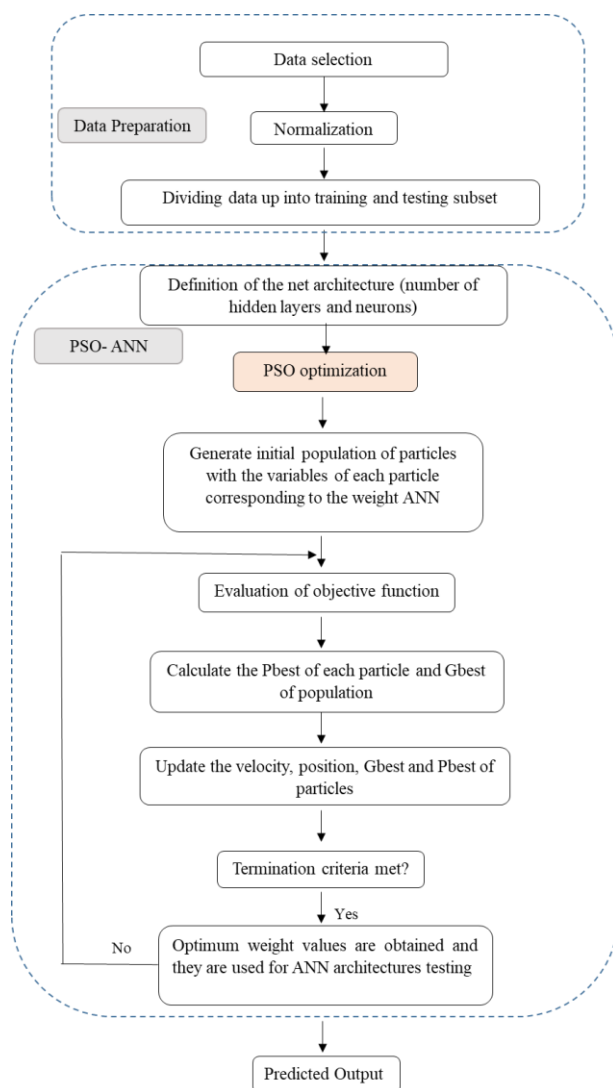 Data selection
Data Preparation
Normalization
Dividing data up into training and testing subset
Definition of the net architecture (number of
hidden layers and neurons)
PSO- ANN
PSO optimization
Generate initial population of particles
with the variables of each particle
corresponding to the weight ANN
Evaluation of objective function
Calculate the Pbest of each particle and Gbest
of population
Update the velocity, position, Gbest and Pbest of
particles
Termination criteria met?
Yes
No
Optimum weight values are obtained and
they are used for ANN architectures testing
Predicted Output